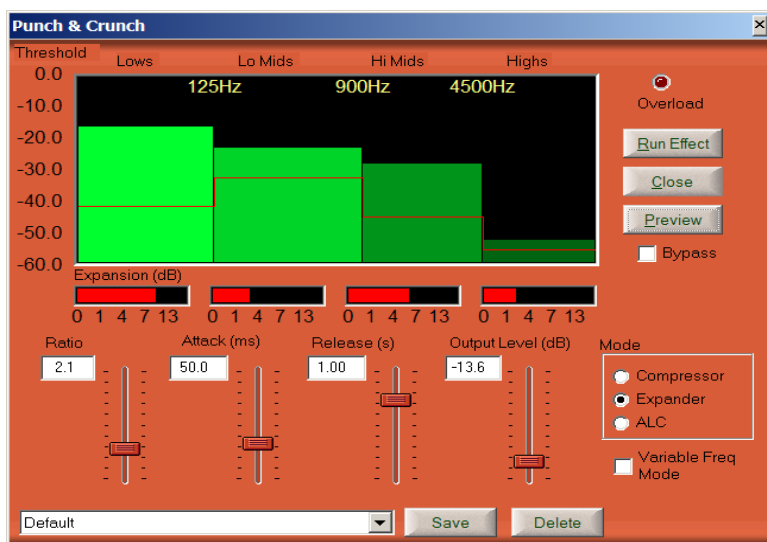 Punch & Crunch
Threshold
Lows Lo Mids Hi Mids Highs
0.0
-10.0
-20.0
-30.0
-40.0
-50.0
-60.0
125Hz 900Hz 4500Hz
Overload
Run Effect
Close
Preview
Bypass
Expansion (dB)
0 1 4 7 13 0 1 4 7 13 0 1 4 7 13 0 1 4 7 13
Ratio Attack (ms) Release (s) Output Level (dB)
2.1 50.0 1.00 -13.6
Mode
Compressor
Expander
ALC
Variable Freq
Mode
Default Save Delete